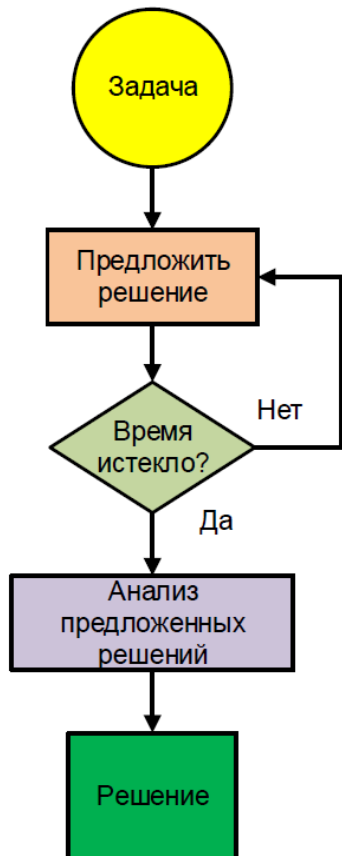 Задача
Предложить
решение
Время
истекло?
Нет
Да
Анализ
предложенных
решений
Решение